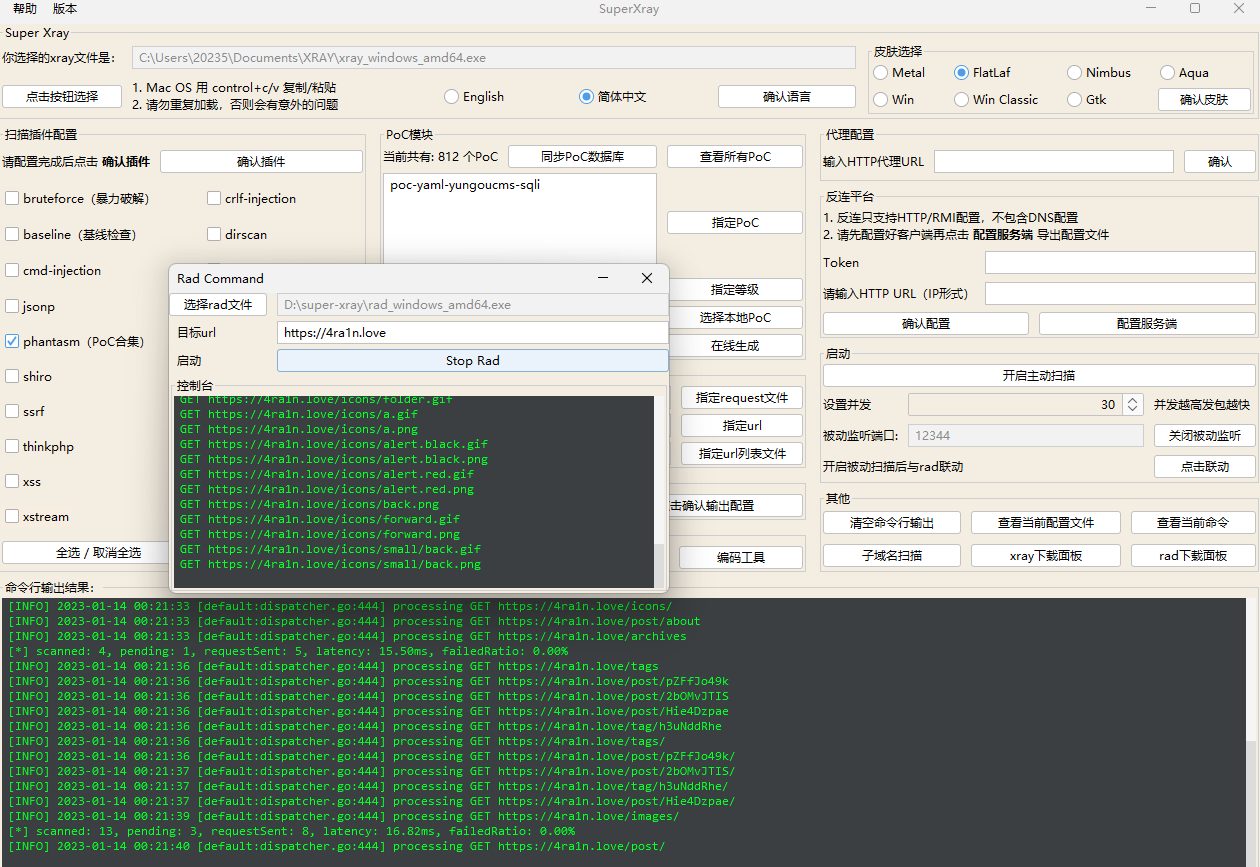 帮助 版本
SuperXray
Super Xray
你选择的xray文件是: C:\Users\20235\Documents\XRAY\xray_windows_amd64.exe
点击按钮选择
1. Mac OS 用 control+c/v 复制/粘贴
2. 请勿重复加载，否则会有意外的问题
English 简体中文 确认语言
皮肤选择
Metal FlatLaf Nimbus Aqua
Win Win Classic Gtk 确认皮肤
扫描插件配置
请配置完成后点击 确认插件 确认插件
bruteforce（暴力破解） crlf-injection
baseline（基线检查） dirscan
cmd-injection
jsonp
phantasm（PoC合集）
shiro
ssrf
thinkphp
xss
xstream
全选 / 取消全选
PoC模块
当前共有: 812 个PoC 同步PoC数据库 查看所有PoC
poc-yaml-yungoucms-sqli
指定PoC
指定等级
选择本地PoC
在线生成
指定request文件
指定url
指定url列表文件
击确认输出配置
编码工具
代理配置
输入HTTP代理URL 确认
反连平台
1. 反连只支持HTTP/RMI配置，不包含DNS配置
2. 请先配置好客户端再点击 配置服务端 导出配置文件
Token
请输入HTTP URL（IP形式）
确认配置 配置服务端
启动
开启主动扫描
设置并发 30 并发越高发包越快
被动监听端口: 12344 关闭被动监听
开启被动扫描后与rad联动 点击联动
其他
清空命令行输出 查看当前配置文件 查看当前命令
子域名扫描 xray下载面板 rad下载面板
Rad Command
选择rad文件 D:\super-xray\rad_windows_amd64.exe
目标url https://4ra1n.love
启动 Stop Rad
控制台
GET https://4ra1n.love/icons/folder.gif
GET https://4ra1n.love/icons/a.gif
GET https://4ra1n.love/icons/a.png
GET https://4ra1n.love/icons/alert.black.gif
GET https://4ra1n.love/icons/alert.black.png
GET https://4ra1n.love/icons/alert.red.gif
GET https://4ra1n.love/icons/alert.red.png
GET https://4ra1n.love/icons/back.png
GET https://4ra1n.love/icons/forward.gif
GET https://4ra1n.love/icons/forward.png
GET https://4ra1n.love/icons/small/back.gif
GET https://4ra1n.love/icons/small/back.png
命令行输出结果:
[INFO] 2023-01-14 00:21:33 [default:dispatcher.go:444] processing GET https://4ra1n.love/icons/
[INFO] 2023-01-14 00:21:33 [default:dispatcher.go:444] processing GET https://4ra1n.love/post/about
[INFO] 2023-01-14 00:21:33 [default:dispatcher.go:444] processing GET https://4ra1n.love/archives
[*] scanned: 4, pending: 1, requestSent: 5, latency: 15.50ms, failedRatio: 0.00%
[INFO] 2023-01-14 00:21:36 [default:dispatcher.go:444] processing GET https://4ra1n.love/tags
[INFO] 2023-01-14 00:21:36 [default:dispatcher.go:444] processing GET https://4ra1n.love/post/pZFfJo49k
[INFO] 2023-01-14 00:21:36 [default:dispatcher.go:444] processing GET https://4ra1n.love/post/2bOMvJTIS
[INFO] 2023-01-14 00:21:36 [default:dispatcher.go:444] processing GET https://4ra1n.love/post/Hie4Dzpae
[INFO] 2023-01-14 00:21:36 [default:dispatcher.go:444] processing GET https://4ra1n.love/tag/h3uNddRhe
[INFO] 2023-01-14 00:21:36 [default:dispatcher.go:444] processing GET https://4ra1n.love/tags/
[INFO] 2023-01-14 00:21:36 [default:dispatcher.go:444] processing GET https://4ra1n.love/post/pZFfJo49k/
[INFO] 2023-01-14 00:21:37 [default:dispatcher.go:444] processing GET https://4ra1n.love/post/2bOMvJTIS/
[INFO] 2023-01-14 00:21:37 [default:dispatcher.go:444] processing GET https://4ra1n.love/tag/h3uNddRhe/
[INFO] 2023-01-14 00:21:37 [default:dispatcher.go:444] processing GET https://4ra1n.love/post/Hie4Dzpae/
[INFO] 2023-01-14 00:21:39 [default:dispatcher.go:444] processing GET https://4ra1n.love/images/
[*] scanned: 13, pending: 3, requestSent: 8, latency: 16.82ms, failedRatio: 0.00%
[INFO] 2023-01-14 00:21:40 [default:dispatcher.go:444] processing GET https://4ra1n.love/post/